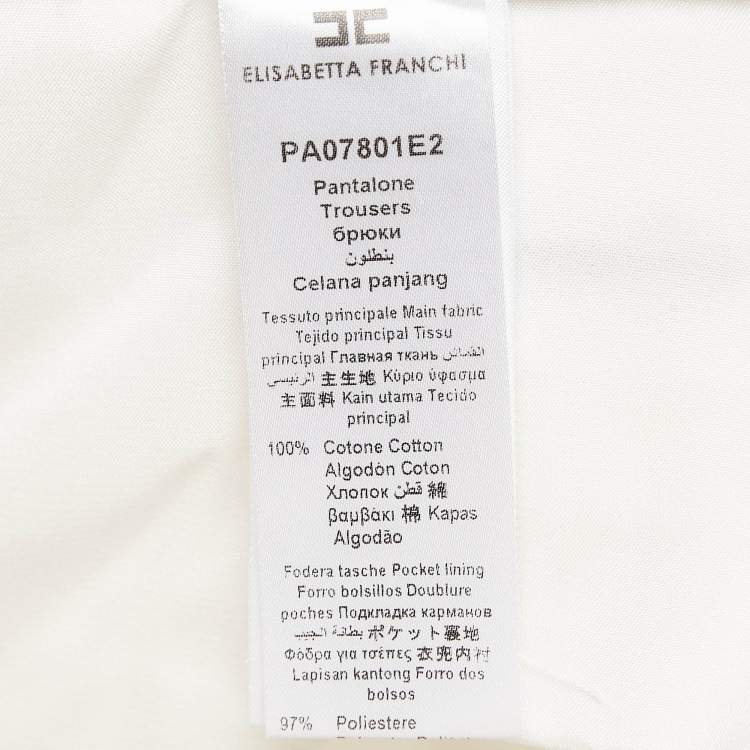 ELISABETTA FRANCHI
PA07801E2
Pantalone
Trousers
брюки
بنطلون
Celana panjang
Tessuto principale Main fabric
Tejido principal Tissu
principal Главная ткань القماش
الرئيسي 主生地 Κύριο ύφασμα
主面料 Kain utama Tecido
principal
100% Cotone Cotton
Algodón Coton
Хлопок قطن 綿
βαμβάκι 棉 Kapas
Algodão
Fodera tasche Pocket lining
Forro bolsillos Doublure
poches Подкладка карманов
بطانة الجيب ポケット裏地
Φόδρα για τσέπες 衣兜内衬
Lapisan kantong Forro dos
bolsos
97% Poliestere